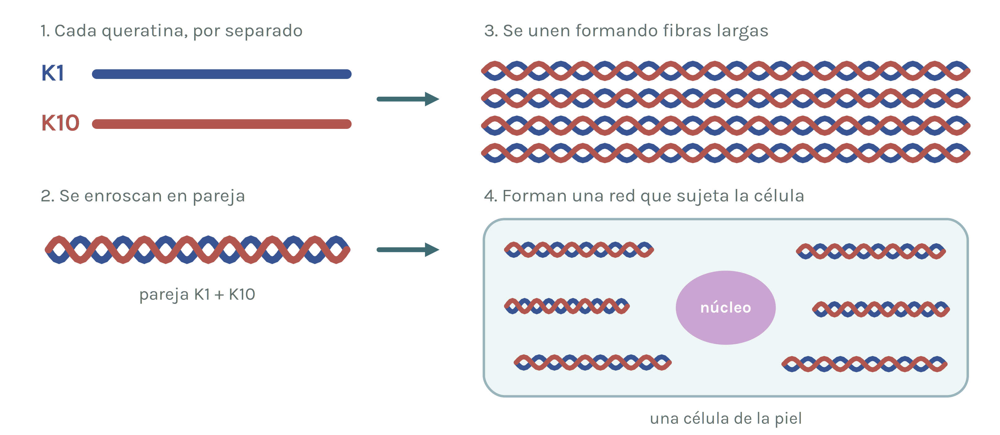 1. Cada queratina, por separado
K1
K10
2. Se enroscan en pareja
pareja K1 + K10
3. Se unen formando fibras largas
4. Forman una red que sujeta la célula
núcleo
una célula de la piel